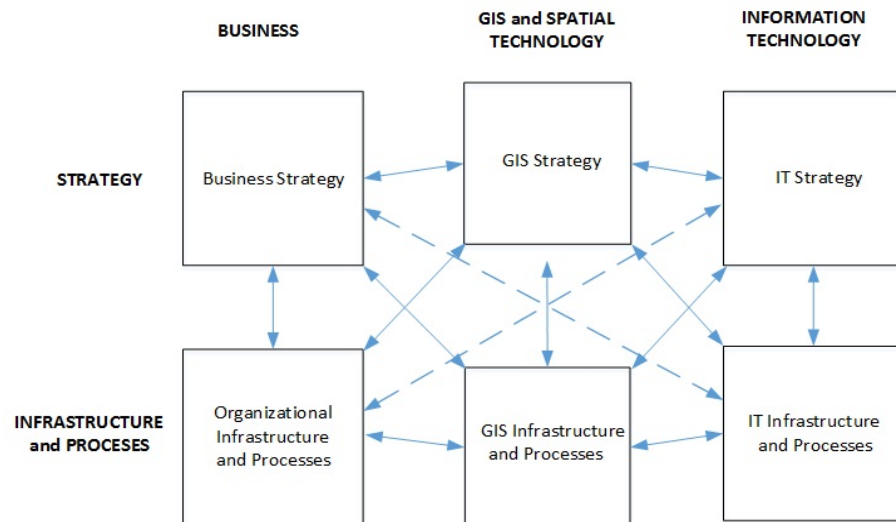 BUSINESS
GIS and SPATIAL
TECHNOLOGY
INFORMATION
TECHNOLOGY
STRATEGY
Business Strategy
GIS Strategy
IT Strategy
INFRASTRUCTURE
and PROCESES
Organizational
Infrastructure
and Processes
GIS Infrastructure
and Processes
IT Infrastructure
and Processes